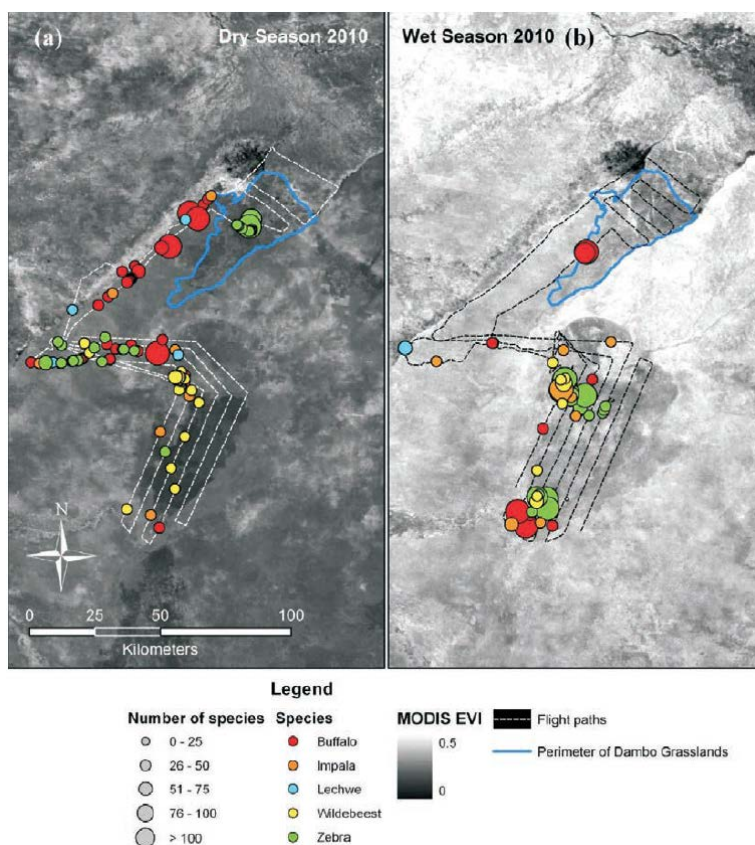 (a) Dry Season 2010
Wet Season 2010 (b)
N
0 25 50 100
Kilometers
Legend
Number of species
0 - 25
26 - 50
51 - 75
76 - 100
> 100
Species
Buffalo
Impala
Lechwe
Wildebeest
Zebra
MODIS EVI
0.5
0
Flight paths
Perimeter of Dambo Grasslands